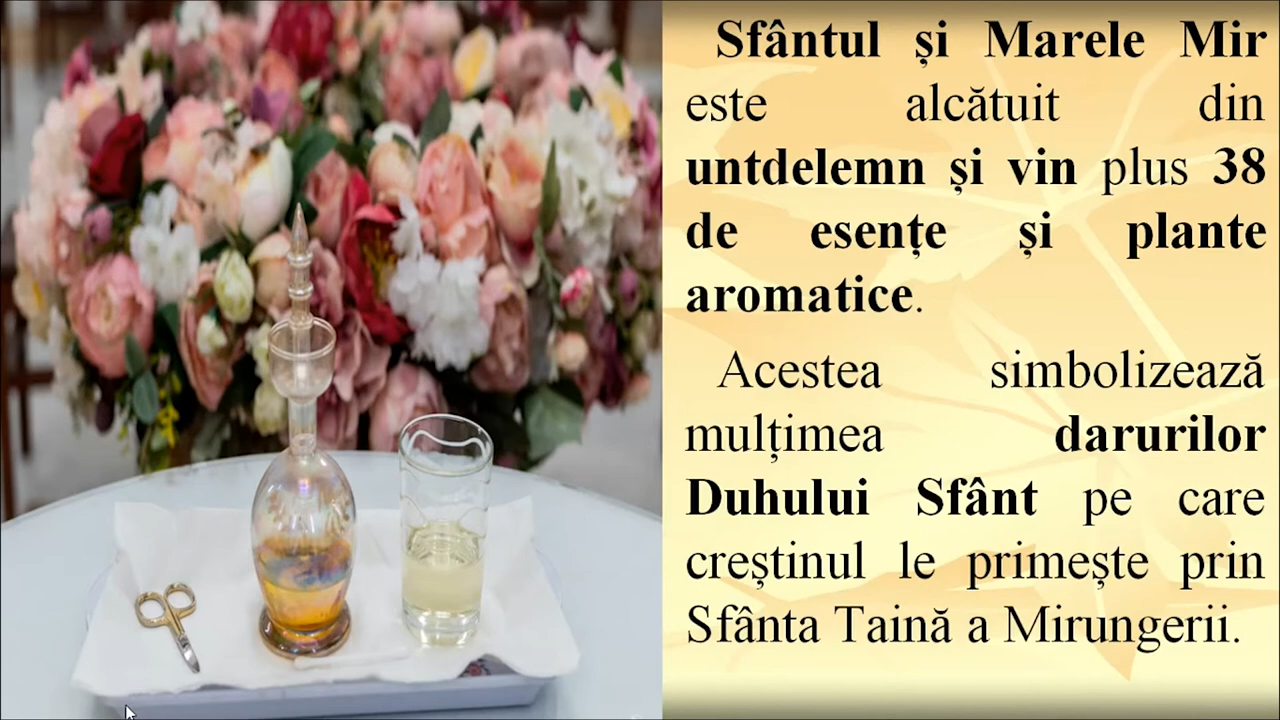 Sfântul și Marele Mir
este alcătuit din
untdelemn și vin plus 38
de esențe și plante
aromatice.
Acestea simbolizează
mulțimea darurilor
Duhului Sfânt pe care
creștinul le primește prin
Sfânta Taină a Mirungerii.